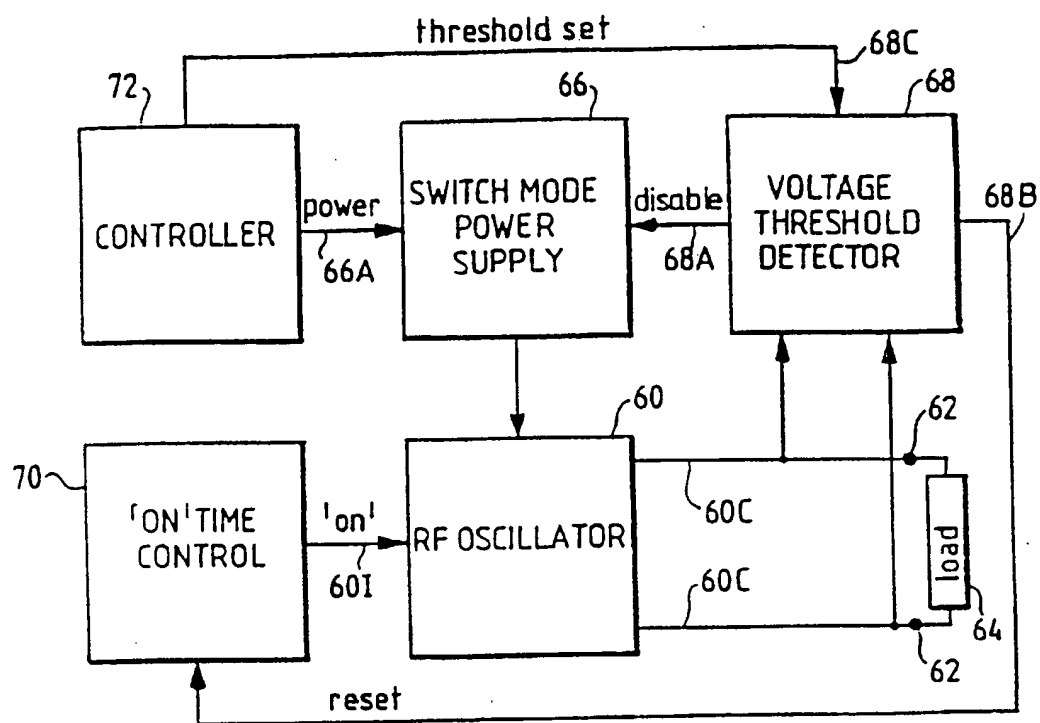 threshold set
68C
72
66
68
CONTROLLER
power
66A
SWITCH MODE
POWER
SUPPLY
disable
68A
VOLTAGE
THRESHOLD
DETECTOR
68B
60
62
70
'ON' TIME
CONTROL
'on'
60I
RF OSCILLATOR
60C
60C
load
64
62
reset